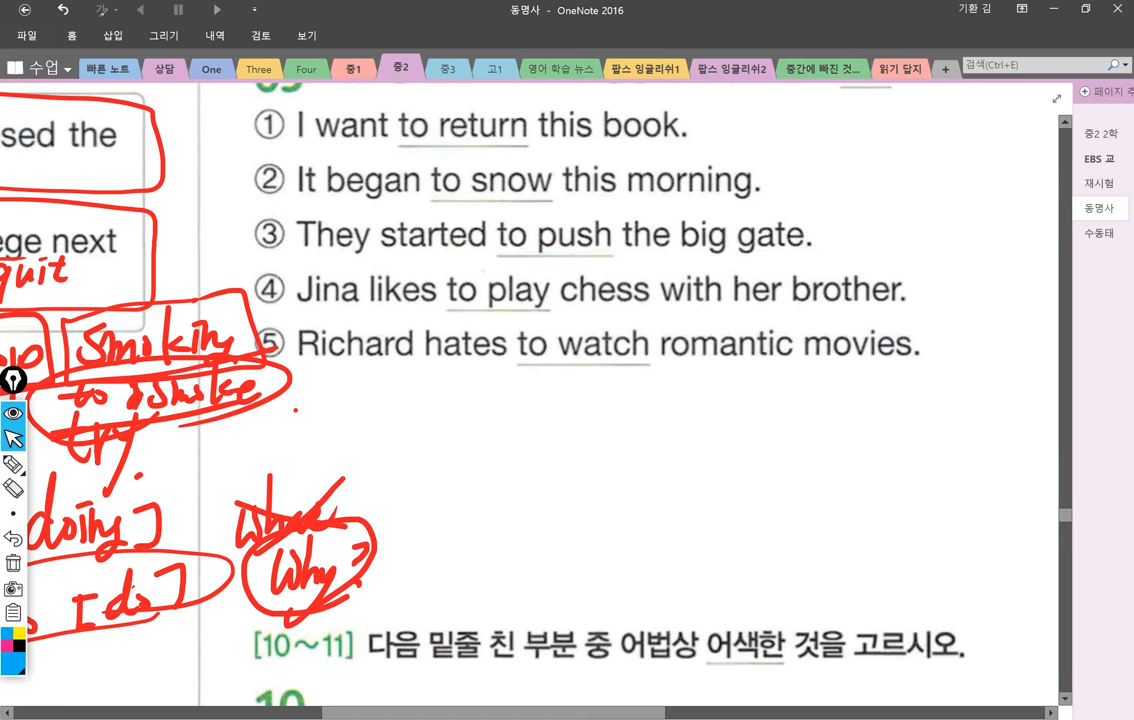 동명사 - OneNote 2016
기환 김
파일
홈
삽입
그리기
내역
검토
보기
수업
빠른 노트
상담
One
Three
Four
중1
중2
중3
고1
영어 학습 뉴스
팝스 잉글리쉬1
팝스 잉글리쉬2
중간에 빠진 것...
읽기 답지
검색(Ctrl+E)
페이지 추
중2 2학
EBS 교
재시험
동명사
수동태
sed the
ege next
quit
smoking
to smoke
try
doing]
[do]
① I want to return this book.
② It began to snow this morning.
③ They started to push the big gate.
④ Jina likes to play chess with her brother.
⑤ Richard hates to watch romantic movies.
Why?
[10~11] 다음 밑줄 친 부분 중 어법상 어색한 것을 고르시오.
10